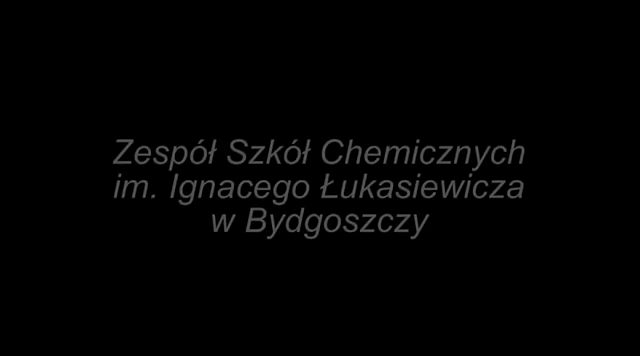 Zespół Szkół Chemicznych
im. Ignacego Łukasiewicza
w Bydgoszczy